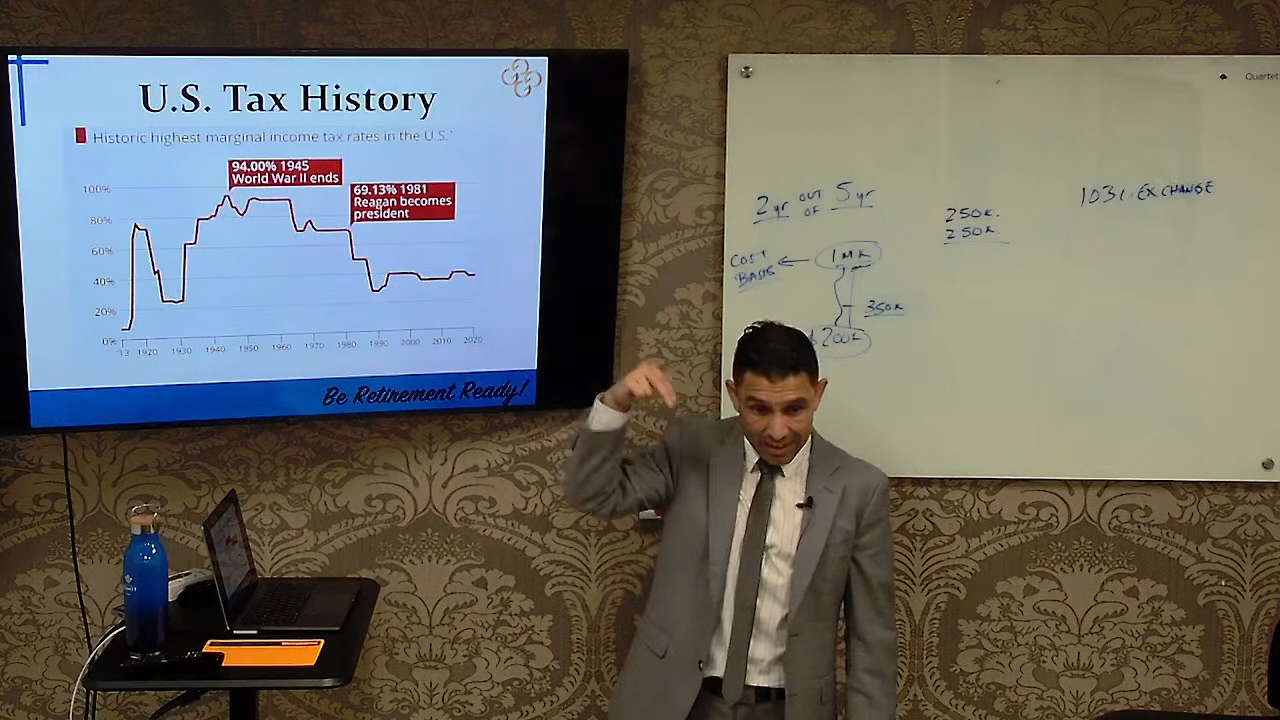 U.S. Tax History
Historic highest marginal income tax rates in the U.S.
94.00% 1945
World War II ends
69.13% 1981
Reagan becomes
president
100%
80%
60%
40%
20%
0%
'13 1920 1930 1940 1950 1960 1970 1980 1990 2000 2010 2020
Be Retirement Ready!
Quartet
2 yr OUT OF 5 yr
COST
BASIS
1 MK
350K
200K
250K.
250K.
1031 EXCHANGE